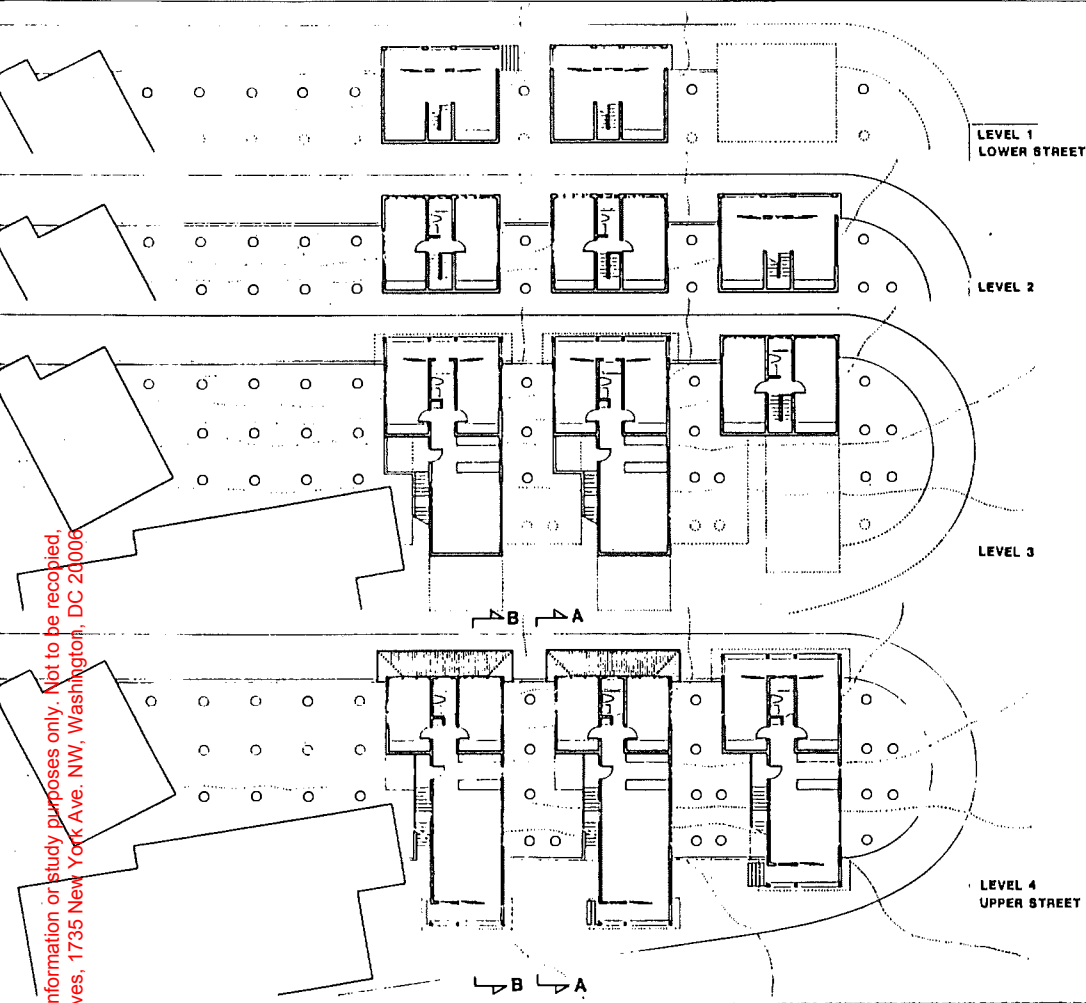 LEVEL 1
LOWER STREET
LEVEL 2
LEVEL 3
B A
LEVEL 4
UPPER STREET
B A
nformation or study purposes only. Not to be recopied,
ves, 1735 New York Ave. NW, Washington, DC 20006